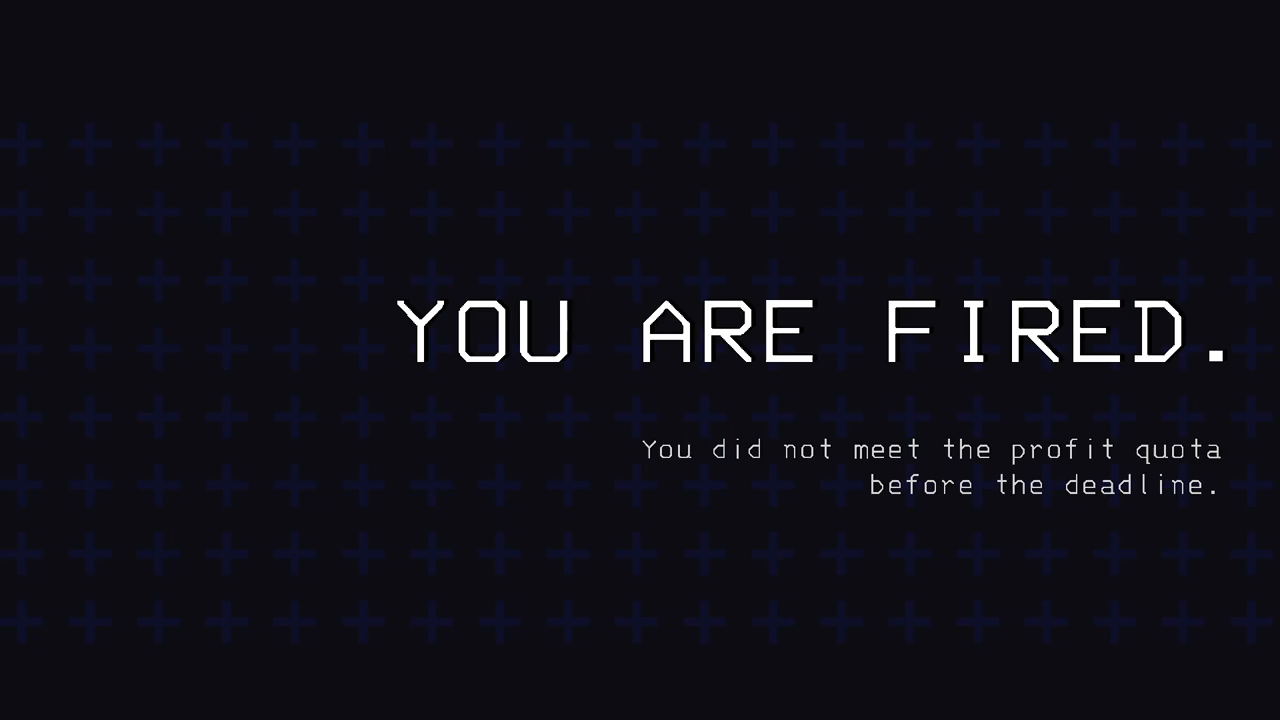 YOU ARE FIRED.
You did not meet the profit quota
before the deadline.